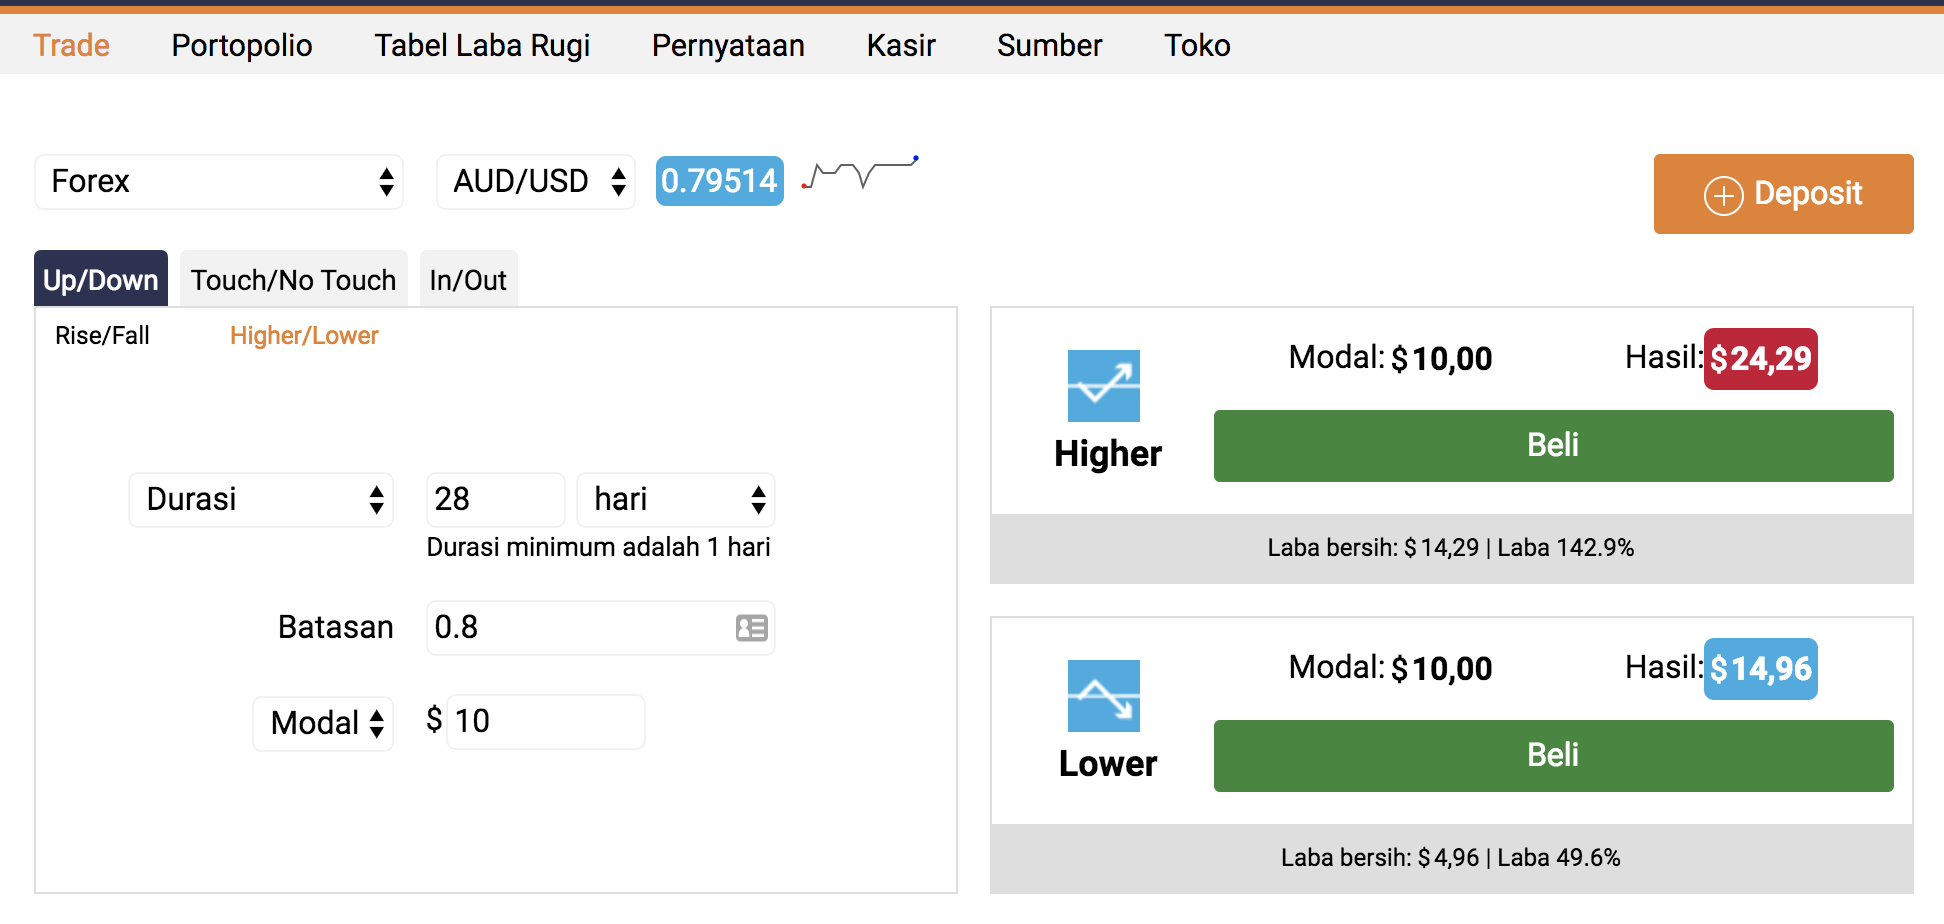 Trade Portopolio Tabel Laba Rugi Pernyataan Kasir Sumber Toko
Forex AUD/USD 0.79514
Deposit
Up/Down Touch/No Touch In/Out
Rise/Fall Higher/Lower
Durasi 28 hari
Durasi minimum adalah 1 hari
Batasan 0.8
Modal $ 10
Modal: $10,00 Hasil: $24,29
Higher
Beli
Laba bersih: $14,29 | Laba 142.9%
Modal: $10,00 Hasil: $14,96
Lower
Beli
Laba bersih: $4,96 | Laba 49.6%